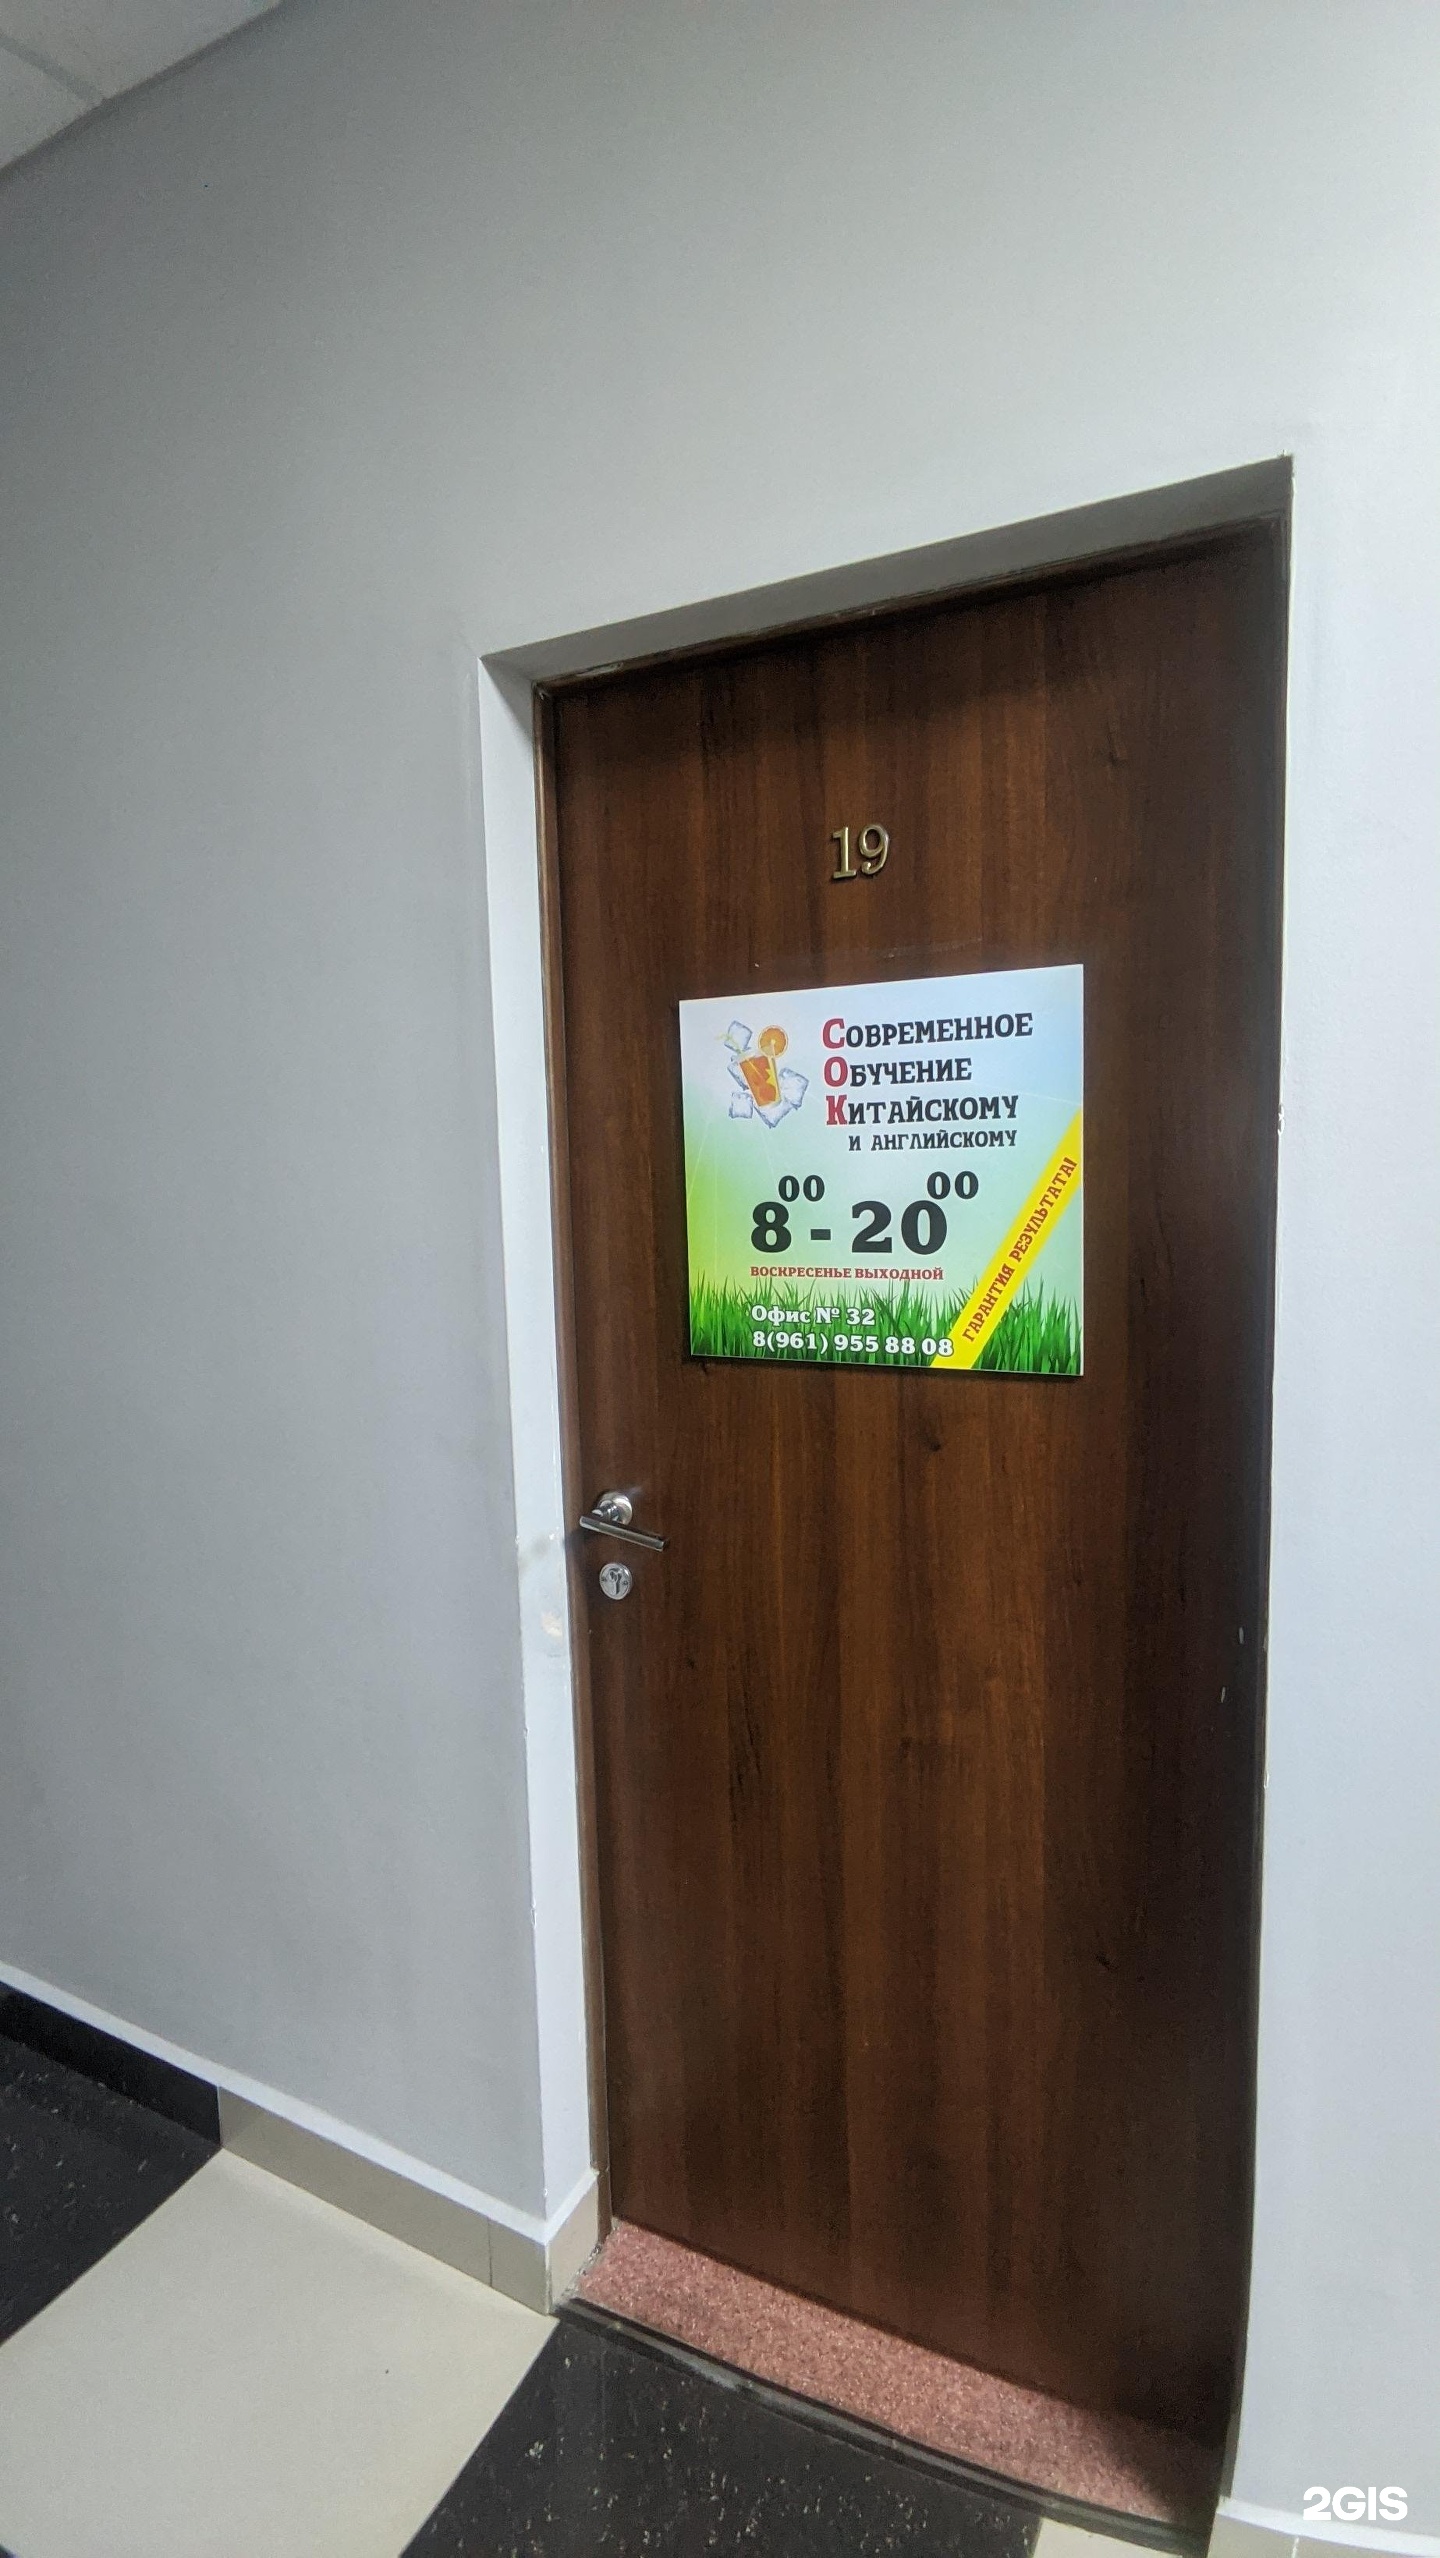 19
Современное
Обучение
Китайскому
и английскому
8⁰⁰ - 20⁰⁰
ВОСКРЕСЕНЬЕ ВЫХОДНОЙ
Офис № 32
8(961) 955 88 08
ГАРАНТИЯ РЕЗУЛЬТАТА!
2GIS